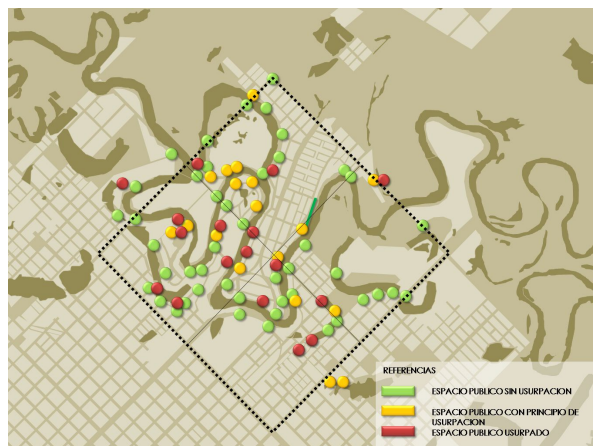 REFERENCIAS
ESPACIO PUBLICO SIN USURPACION
ESPACIO PUBLICO CON PRINCIPIO DE
USURPACION
ESPACIO PUBLICO USURPADO